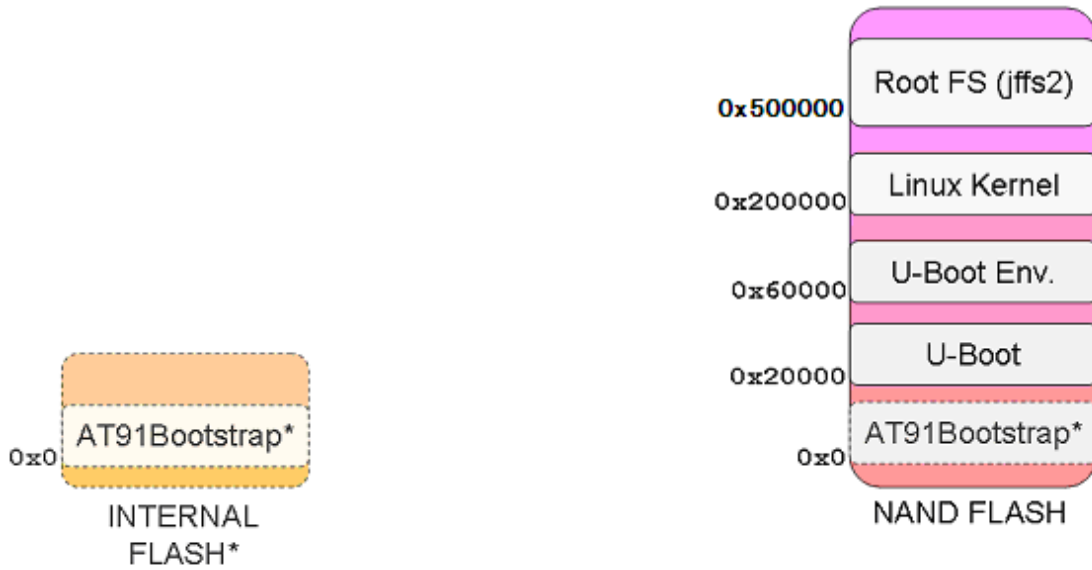 0x0
AT91Bootstrap*
INTERNAL
FLASH*
0x500000
Root FS (jffs2)
0x200000
Linux Kernel
0x60000
U-Boot Env.
0x20000
U-Boot
0x0
AT91Bootstrap*
NAND FLASH